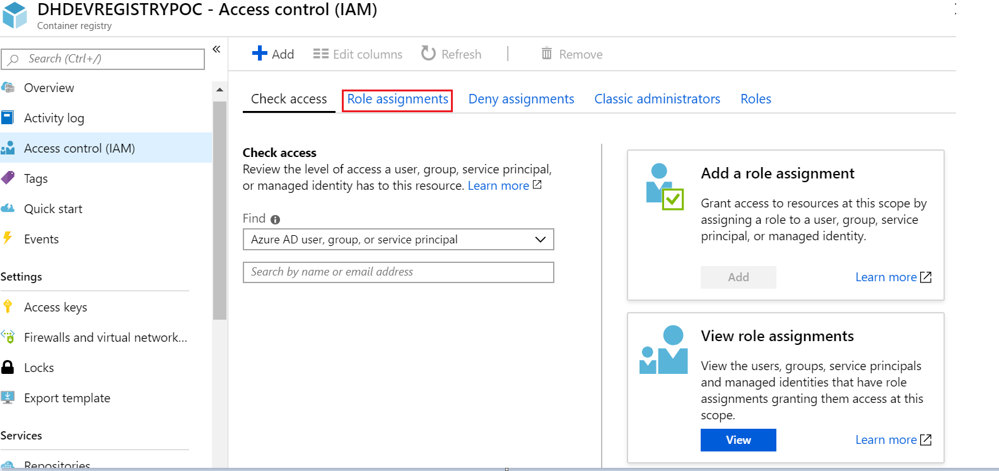 DHDEVREGISTRYPOC - Access control (IAM)
Container registry
Search (Ctrl+/)
«
Overview
Activity log
Access control (IAM)
Tags
Quick start
Events
Settings
Access keys
Firewalls and virtual network...
Locks
Export template
Services
Repositories
Add
Edit columns
Refresh
Remove
Check access
Role assignments
Deny assignments
Classic administrators
Roles
Check access
Review the level of access a user, group, service principal,
or managed identity has to this resource. Learn more
Find
Azure AD user, group, or service principal
Search by name or email address
Add a role assignment
Grant access to resources at this scope by
assigning a role to a user, group, service
principal, or managed identity.
Add
Learn more
View role assignments
View the users, groups, service principals
and managed identities that have role
assignments granting them access at this
scope.
View
Learn more